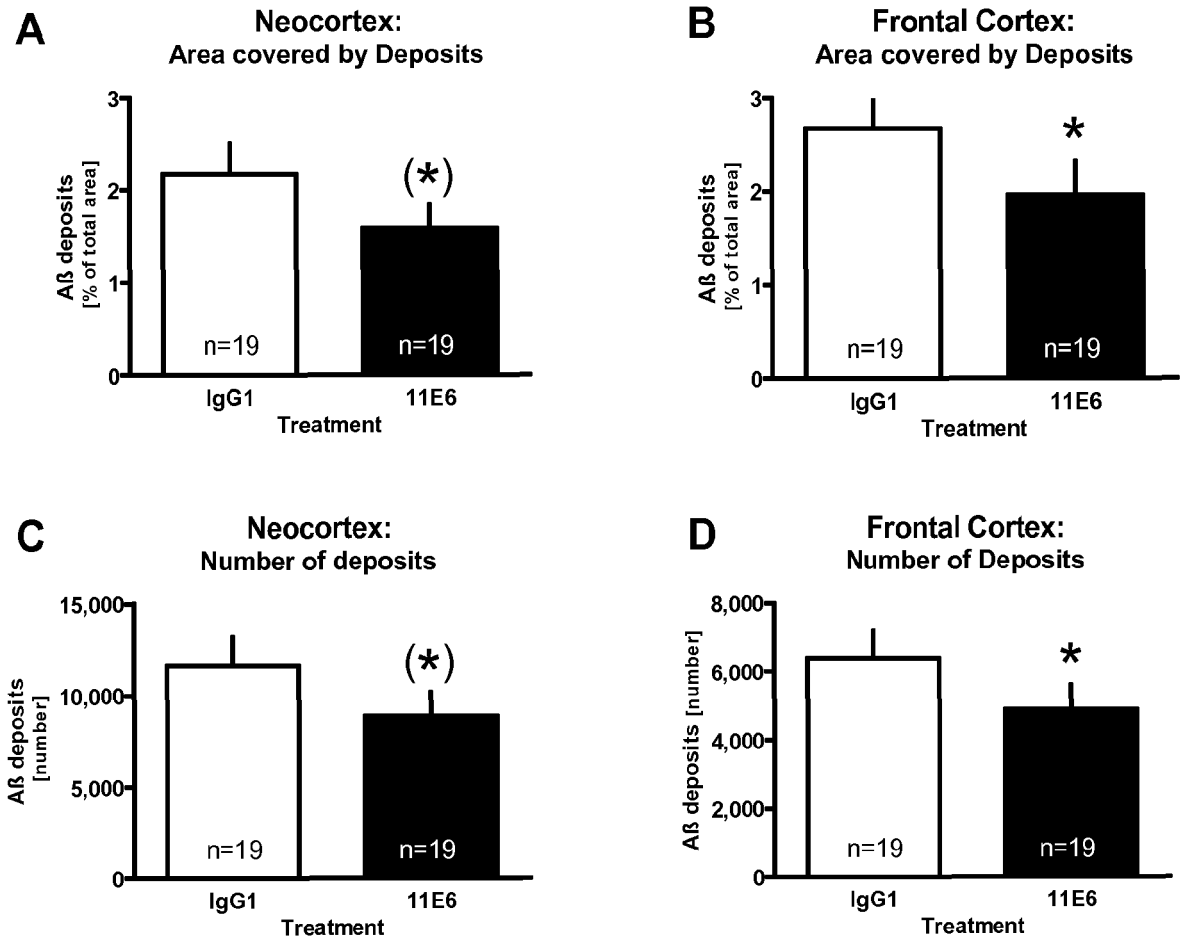 A
Neocortex:
Area covered by Deposits
3
2
1
0
Aß deposits
[% of total area]
(*)
n=19
n=19
IgG1
11E6
Treatment
B
Frontal Cortex:
Area covered by Deposits
3
2
1
0
Aß deposits
[% of total area]
*
n=19
n=19
IgG1
11E6
Treatment
C
Neocortex:
Number of deposits
15,000
10,000
5,000
0
Aß deposits
[number]
(*)
n=19
n=19
IgG1
11E6
Treatment
D
Frontal Cortex:
Number of Deposits
8,000
6,000
4,000
2,000
0
Aß deposits [number]
*
n=19
n=19
IgG1
11E6
Treatment